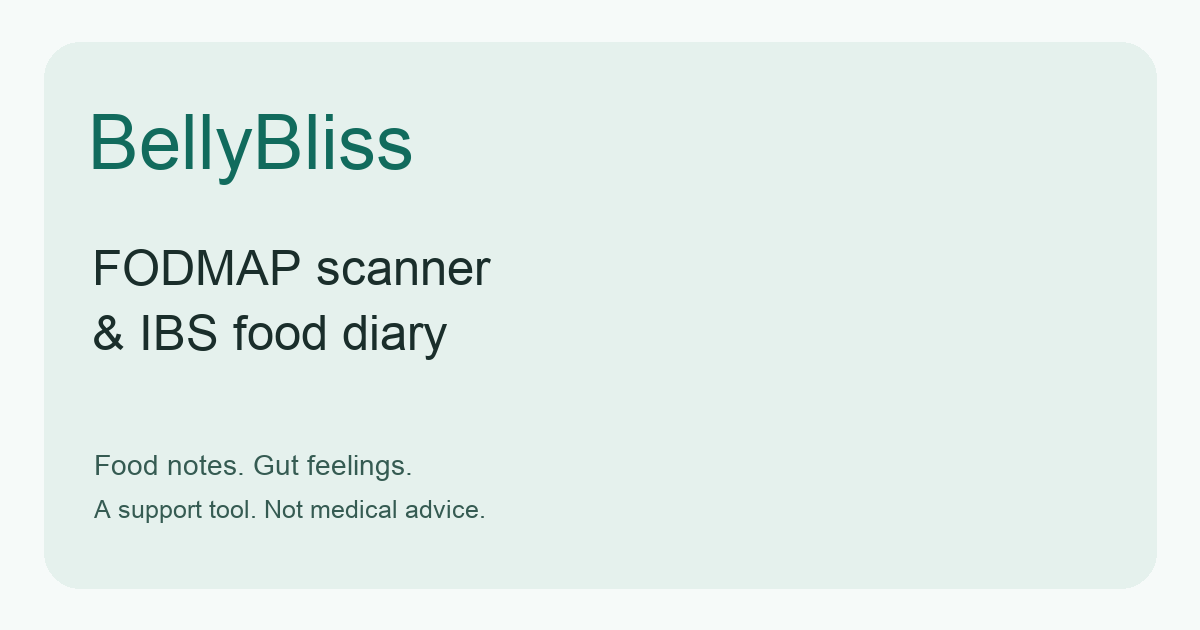 BellyBliss
FODMAP scanner
& IBS food diary
Food notes. Gut feelings.
A support tool. Not medical advice.